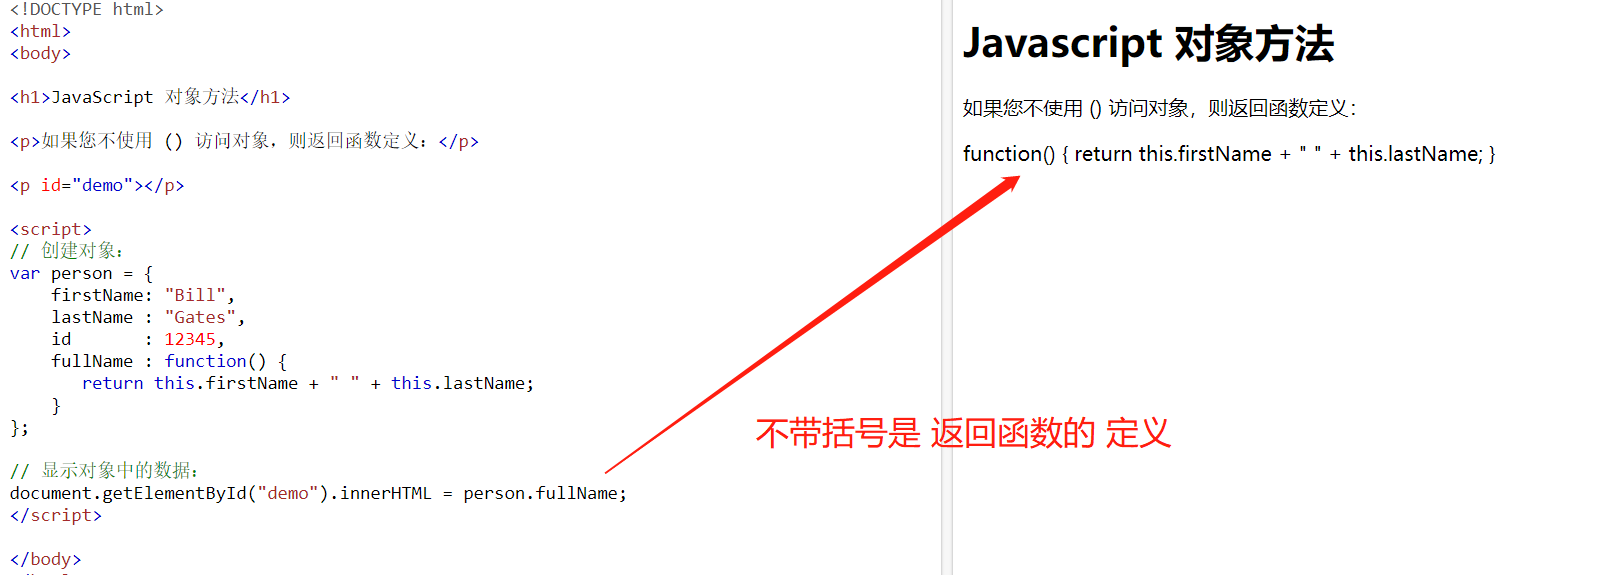 <!DOCTYPE html>
<html>
<body>
<h1>JavaScript 对象方法</h1>
<p>如果您不使用 () 访问对象，则返回函数定义：</p>
<p id="demo"></p>
<script>
// 创建对象：
var person = {
    firstName: "Bill",
    lastName : "Gates",
    id       : 12345,
    fullName : function() {
       return this.firstName + " " + this.lastName;
    }
};
// 显示对象中的数据：
document.getElementById("demo").innerHTML = person.fullName;
</script>
</body>
Javascript 对象方法
如果您不使用 () 访问对象，则返回函数定义：
function() { return this.firstName + " " + this.lastName; }
不带括号是 返回函数的 定义